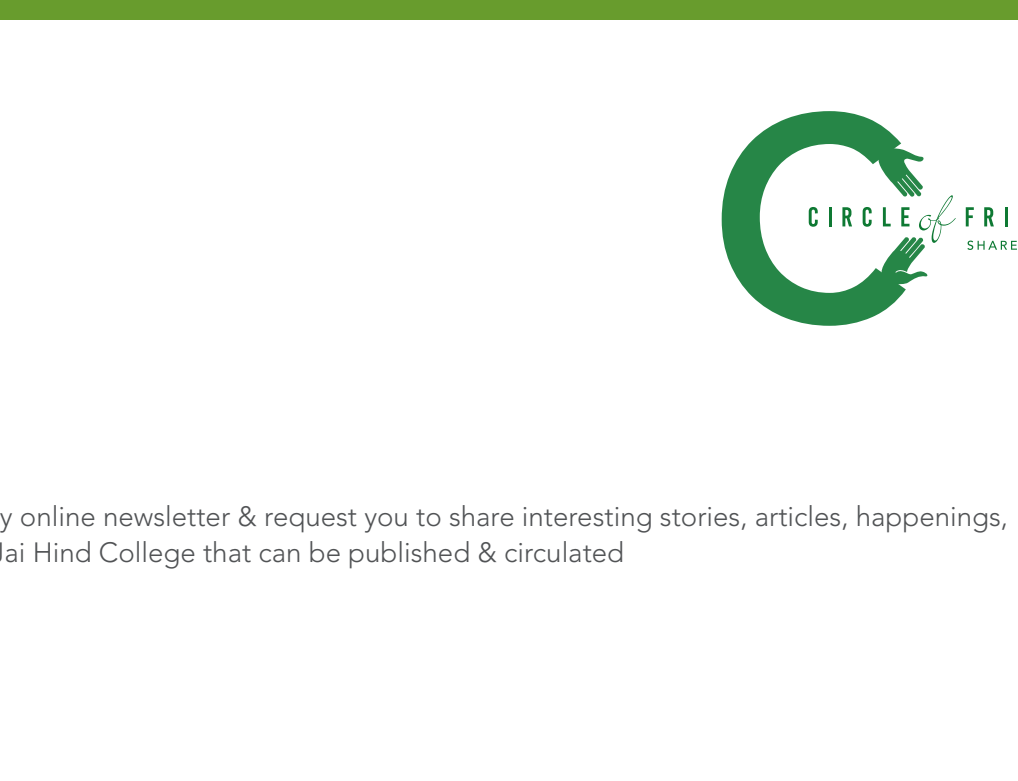 CIRCLE of FRI
SHARE
y online newsletter & request you to share interesting stories, articles, happenings,
Jai Hind College that can be published & circulated